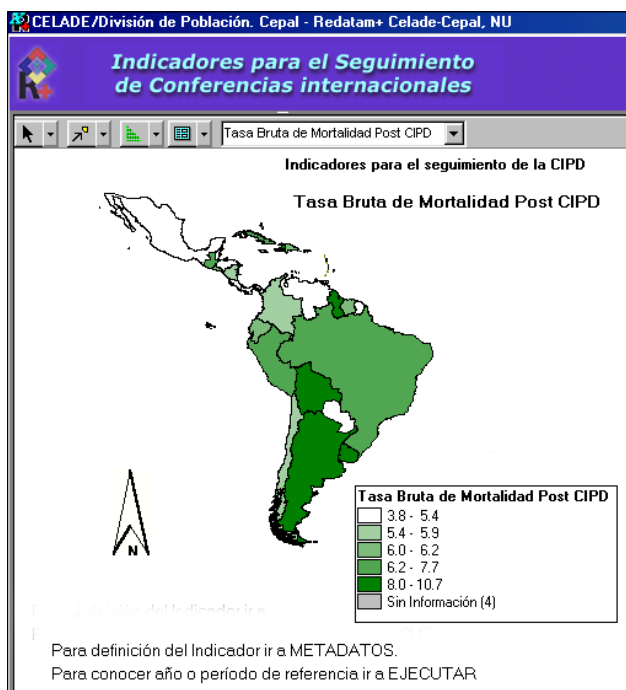 CELADE/División de Población. Cepal - Redatam+ Celade-Cepal, NU
Indicadores para el Seguimiento
de Conferencias internacionales
R+
Tasa Bruta de Mortalidad Post CIPD
Indicadores para el seguimiento de la CIPD
Tasa Bruta de Mortalidad Post CIPD
N
Tasa Bruta de Mortalidad Post CIPD
3.8 - 5.4
5.4 - 5.9
6.0 - 6.2
6.2 - 7.7
8.0 - 10.7
Sin Información (4)
definición del Indicador ir a
Para definición del Indicador ir a METADATOS.
Para conocer año o período de referencia ir a EJECUTAR